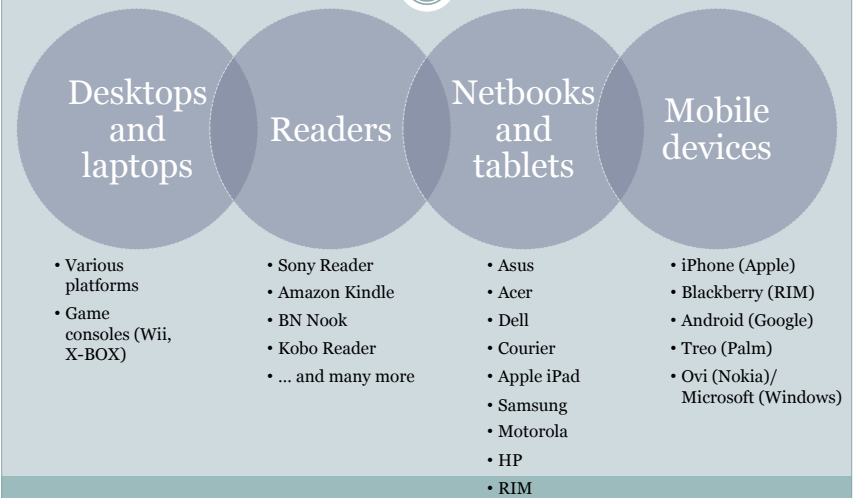 Desktops
and
laptops
Readers
Netbooks
and
tablets
Mobile
devices
• Various
platforms
• Game
consoles (Wii,
X-BOX)
• Sony Reader
• Amazon Kindle
• BN Nook
• Kobo Reader
• ... and many more
• Asus
• Acer
• Dell
• Courier
• Apple iPad
• Samsung
• Motorola
• HP
• RIM
• iPhone (Apple)
• Blackberry (RIM)
• Android (Google)
• Treo (Palm)
• Ovi (Nokia)/
Microsoft (Windows)